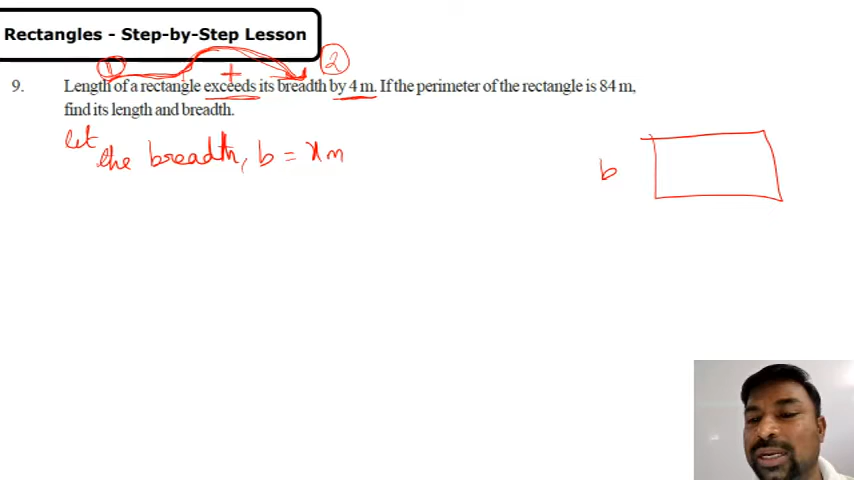 Rectangles - Step-by-Step Lesson
1 + 2
9. Length of a rectangle exceeds its breadth by 4 m. If the perimeter of the rectangle is 84 m,
find its length and breadth.
let
the breadth, b = x m
b